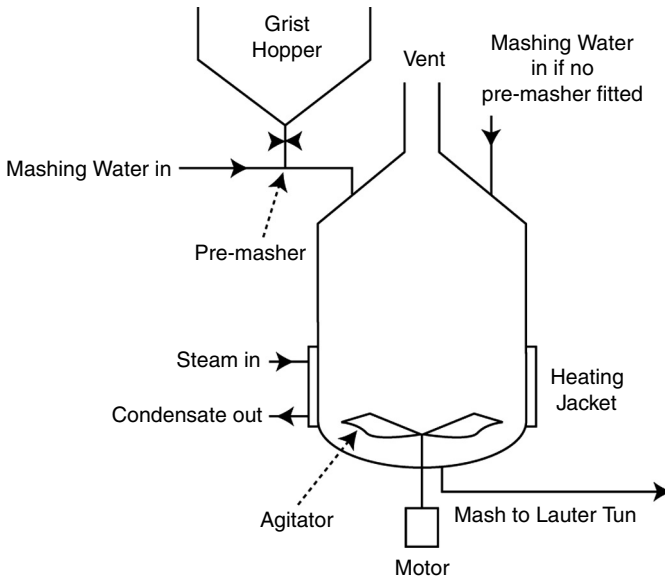 Grist
Hopper
Vent
Mashing Water
in if no
pre-masher fitted
Mashing Water in
Pre-masher
Steam in
Condensate out
Heating
Jacket
Agitator
Mash to Lauter Tun
Motor